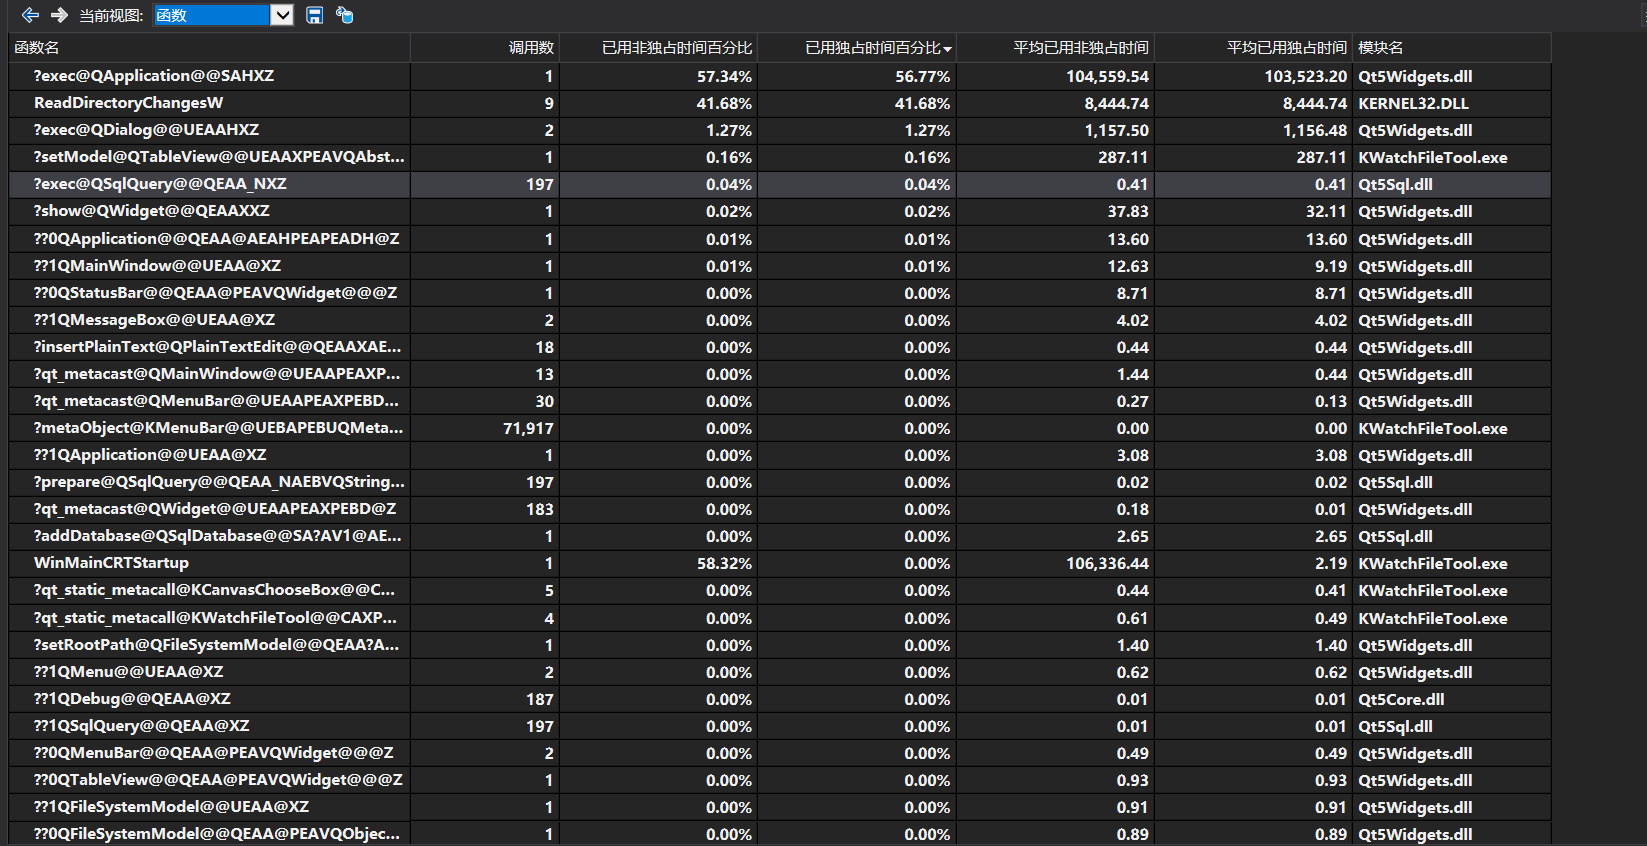 当前视图: 函数
函数名 调用数 已用非独占时间百分比 已用独占时间百分比 平均已用非独占时间 平均已用独占时间 模块名
?exec@QApplication@@SAHXZ 1 57.34% 56.77% 104,559.54 103,523.20 Qt5Widgets.dll
ReadDirectoryChangesW 9 41.68% 41.68% 8,444.74 8,444.74 KERNEL32.DLL
?exec@QDialog@@UEAAHXZ 2 1.27% 1.27% 1,157.50 1,156.48 Qt5Widgets.dll
?setModel@QTableView@@UEAAXPEAVQAbst... 1 0.16% 0.16% 287.11 287.11 KWatchFileTool.exe
?exec@QSqlQuery@@QEAA_NXZ 197 0.04% 0.04% 0.41 0.41 Qt5Sql.dll
?show@QWidget@@QEAAXXZ 1 0.02% 0.02% 37.83 32.11 Qt5Widgets.dll
??0QApplication@@QEAA@AEAHPEAPEADH@Z 1 0.01% 0.01% 13.60 13.60 Qt5Widgets.dll
??1QMainWindow@@UEAA@XZ 1 0.01% 0.01% 12.63 9.19 Qt5Widgets.dll
??0QStatusBar@@QEAA@PEAVQWidget@@@Z 1 0.00% 0.00% 8.71 8.71 Qt5Widgets.dll
??1QMessageBox@@UEAA@XZ 2 0.00% 0.00% 4.02 4.02 Qt5Widgets.dll
?insertPlainText@QPlainTextEdit@@QEAAXAE... 18 0.00% 0.00% 0.44 0.44 Qt5Widgets.dll
?qt_metacast@QMainWindow@@UEAAPEAXP... 13 0.00% 0.00% 1.44 0.44 Qt5Widgets.dll
?qt_metacast@QMenuBar@@UEAAPEAXPEBD... 30 0.00% 0.00% 0.27 0.13 Qt5Widgets.dll
?metaObject@KMenuBar@@UEBAPEBUQMeta... 71,917 0.00% 0.00% 0.00 0.00 KWatchFileTool.exe
??1QApplication@@UEAA@XZ 1 0.00% 0.00% 3.08 3.08 Qt5Widgets.dll
?prepare@QSqlQuery@@QEAA_NAEBVQString... 197 0.00% 0.00% 0.02 0.02 Qt5Sql.dll
?qt_metacast@QWidget@@UEAAPEAXPEBD@Z 183 0.00% 0.00% 0.18 0.01 Qt5Widgets.dll
?addDatabase@QSqlDatabase@@SA?AV1@AE... 1 0.00% 0.00% 2.65 2.65 Qt5Sql.dll
WinMainCRTStartup 1 58.32% 0.00% 106,336.44 2.19 KWatchFileTool.exe
?qt_static_metacall@KCanvasChooseBox@@C... 5 0.00% 0.00% 0.44 0.41 KWatchFileTool.exe
?qt_static_metacall@KWatchFileTool@@CAXP... 4 0.00% 0.00% 0.61 0.49 KWatchFileTool.exe
?setRootPath@QFileSystemModel@@QEAA?A... 1 0.00% 0.00% 1.40 1.40 Qt5Widgets.dll
??1QMenu@@UEAA@XZ 2 0.00% 0.00% 0.62 0.62 Qt5Widgets.dll
??1QDebug@@QEAA@XZ 187 0.00% 0.00% 0.01 0.01 Qt5Core.dll
??1QSqlQuery@@QEAA@XZ 197 0.00% 0.00% 0.01 0.01 Qt5Sql.dll
??0QMenuBar@@QEAA@PEAVQWidget@@@Z 2 0.00% 0.00% 0.49 0.49 Qt5Widgets.dll
??0QTableView@@QEAA@PEAVQWidget@@@Z 1 0.00% 0.00% 0.93 0.93 Qt5Widgets.dll
??1QFileSystemModel@@UEAA@XZ 1 0.00% 0.00% 0.91 0.91 Qt5Widgets.dll
??0QFileSystemModel@@QEAA@PEAVQObjec... 1 0.00% 0.00% 0.89 0.89 Qt5Widgets.dll